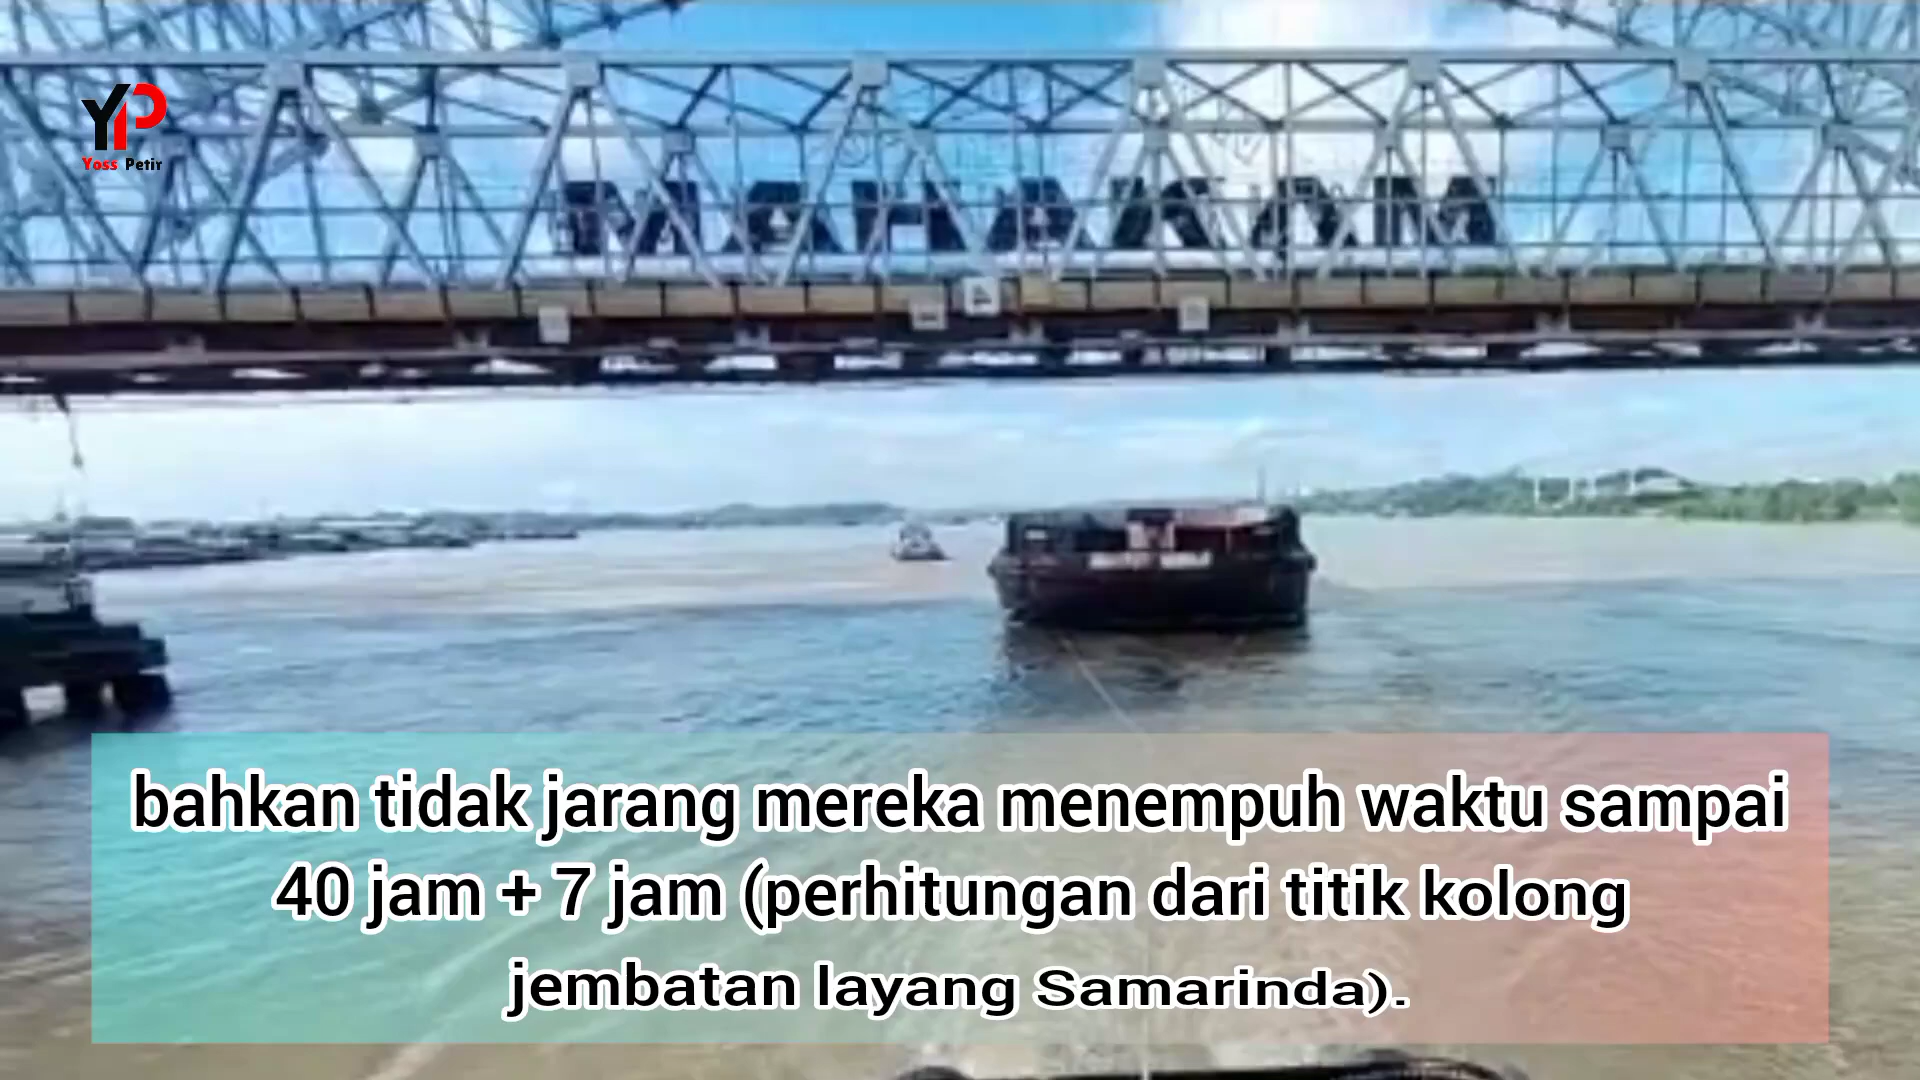 YP
Yoss Petir
MAHAKAM
bahkan tidak jarang mereka menempuh waktu sampai
40 jam + 7 jam (perhitungan dari titik kolong
jembatan layang Samarinda).